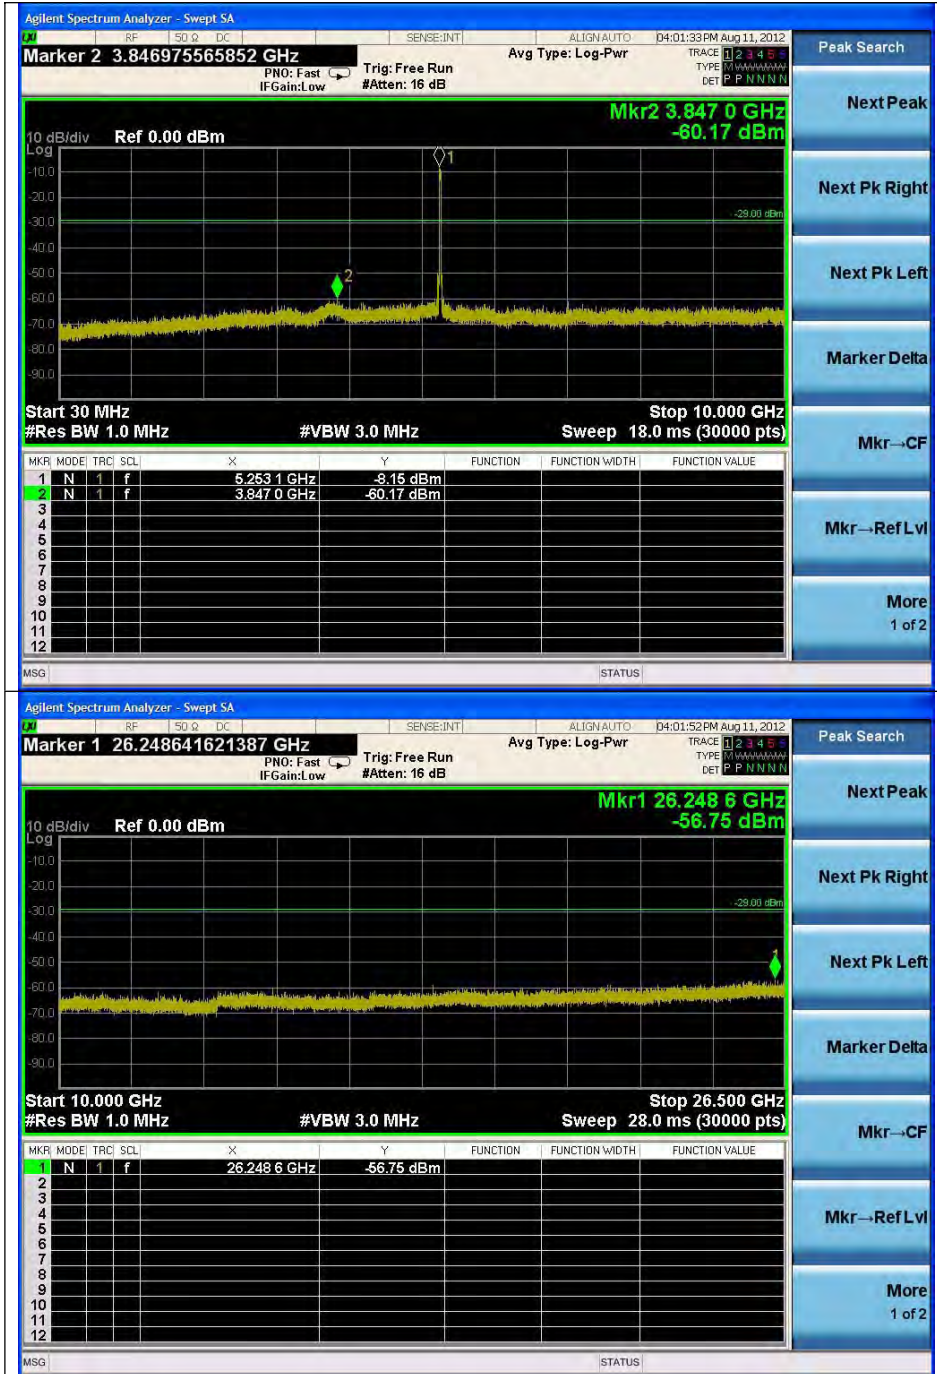 Agilent Spectrum Analyzer - Swept SA
LXI RF 50 Ω DC SENSE:INT ALIGN AUTO 04:01:33 PM Aug 11, 2012
Marker 2 3.846975565852 GHz
PNO: Fast
IFGain:Low
Trig: Free Run
#Atten: 16 dB
Avg Type: Log-Pwr
TRACE 1 2 3 4 5 6
TYPE M WWWWW
DET P P N N N N
Peak Search
Mkr2 3.847 0 GHz
-60.17 dBm
10 dB/div Ref 0.00 dBm
Log
1
-10.0
-20.0
-29.00 dBm
-30.0
-40.0
-50.0
2
-60.0
-70.0
-80.0
-90.0
Start 30 MHz Stop 10.000 GHz
#Res BW 1.0 MHz #VBW 3.0 MHz Sweep 18.0 ms (30000 pts)
MKR MODE TRC SCL X Y FUNCTION FUNCTION WIDTH FUNCTION VALUE
1 N 1 f 5.253 1 GHz -8.15 dBm
2 N 1 f 3.847 0 GHz -60.17 dBm
3
4
5
6
7
8
9
10
11
12
MSG STATUS
Next Peak
Next Pk Right
Next Pk Left
Marker Delta
Mkr→CF
Mkr→Ref Lvl
More
1 of 2
Agilent Spectrum Analyzer - Swept SA
LXI RF 50 Ω DC SENSE:INT ALIGN AUTO 04:01:52 PM Aug 11, 2012
Marker 1 26.248641621387 GHz
PNO: Fast
IFGain:Low
Trig: Free Run
#Atten: 16 dB
Avg Type: Log-Pwr
TRACE 1 2 3 4 5 6
TYPE M WWWWW
DET P P N N N N
Peak Search
Mkr1 26.248 6 GHz
-56.75 dBm
10 dB/div Ref 0.00 dBm
Log
-10.0
-20.0
-29.00 dBm
-30.0
-40.0
1
-50.0
-60.0
-70.0
-80.0
-90.0
Start 10.000 GHz Stop 26.500 GHz
#Res BW 1.0 MHz #VBW 3.0 MHz Sweep 28.0 ms (30000 pts)
MKR MODE TRC SCL X Y FUNCTION FUNCTION WIDTH FUNCTION VALUE
1 N 1 f 26.248 6 GHz -56.75 dBm
2
3
4
5
6
7
8
9
10
11
12
MSG STATUS
Next Peak
Next Pk Right
Next Pk Left
Marker Delta
Mkr→CF
Mkr→Ref Lvl
More
1 of 2